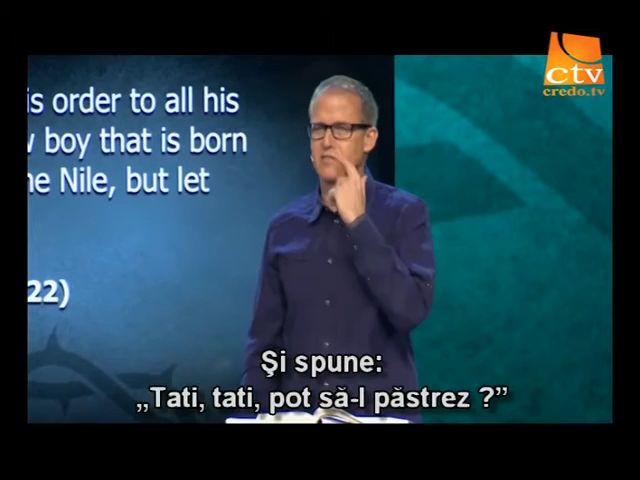 ctv
credo.tv
is order to all his
w boy that is born
he Nile, but let
22)
Şi spune:
„Tati, tati, pot să-l păstrez ?”